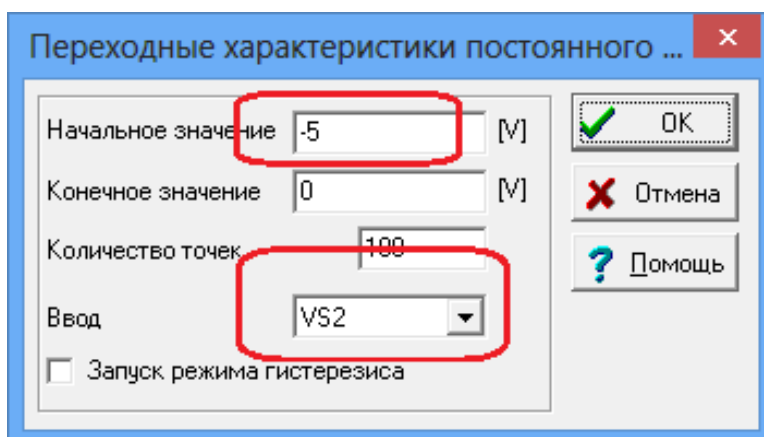 Переходные характеристики постоянного ...
Начальное значение -5 [V]
Конечное значение 0 [V]
Количество точек 100
Ввод VS2
Запуск режима гистерезиса
OK
Отмена
Помощь